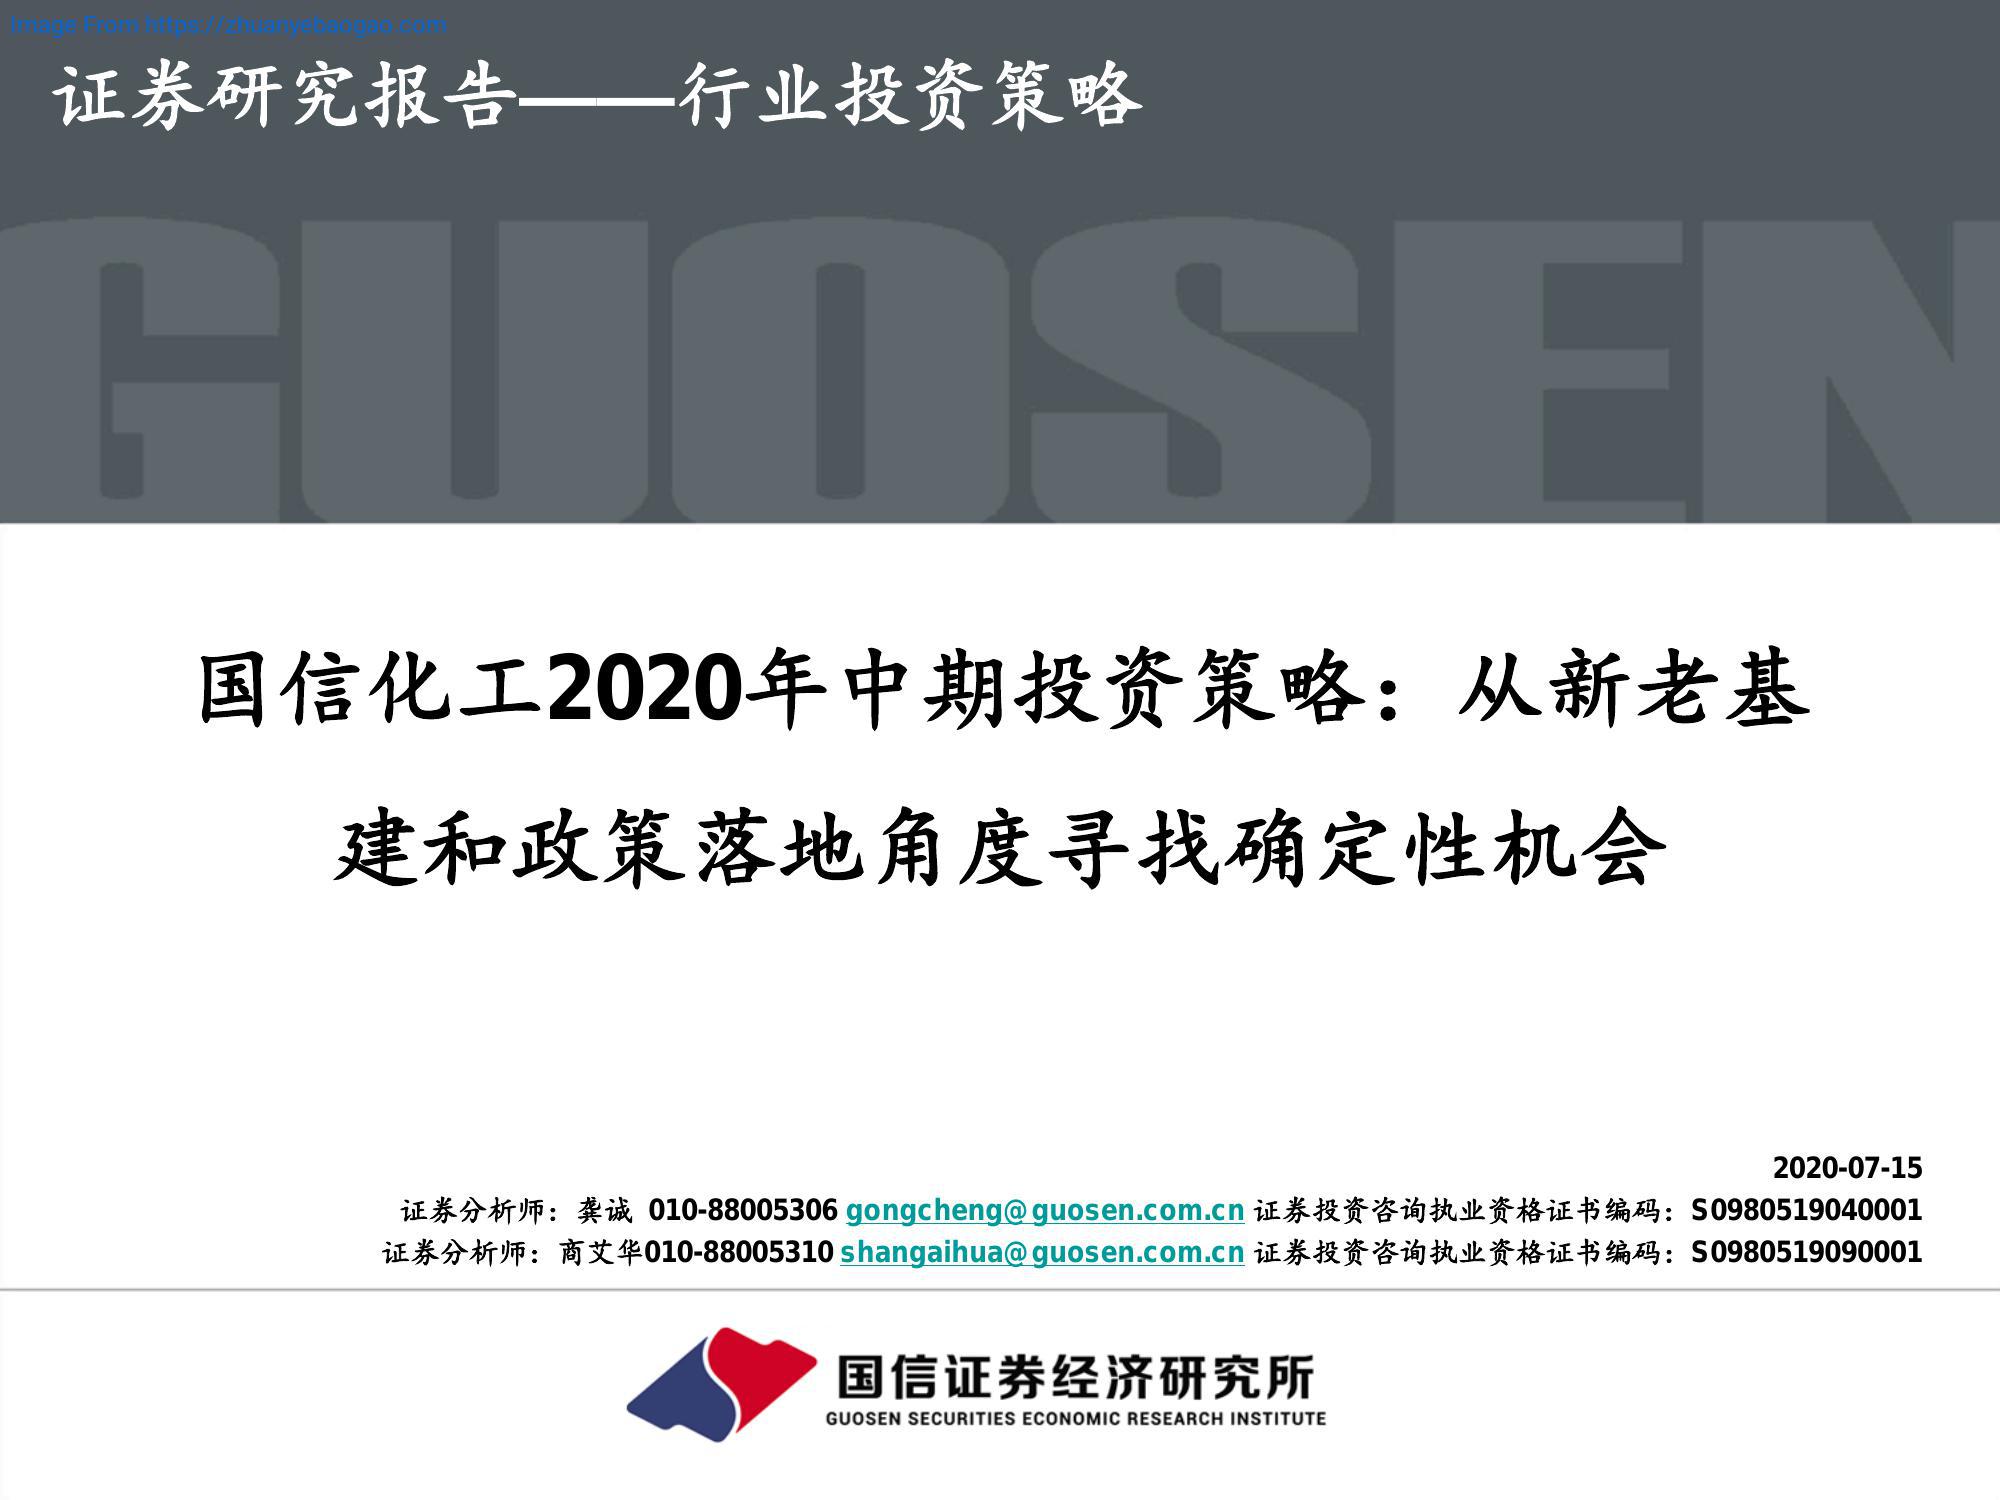 Image From https://zhuanyebaogao.com
证券研究报告——行业投资策略
GUOSEN
国信化工2020年中期投资策略：从新老基
建和政策落地角度寻找确定性机会
2020-07-15
证券分析师：龚诚 010-88005306 gongcheng@guosen.com.cn 证券投资咨询执业资格证书编码：S0980519040001
证券分析师：商艾华010-88005310 shangaihua@guosen.com.cn 证券投资咨询执业资格证书编码：S0980519090001
国信证券经济研究所
GUOSEN SECURITIES ECONOMIC RESEARCH INSTITUTE